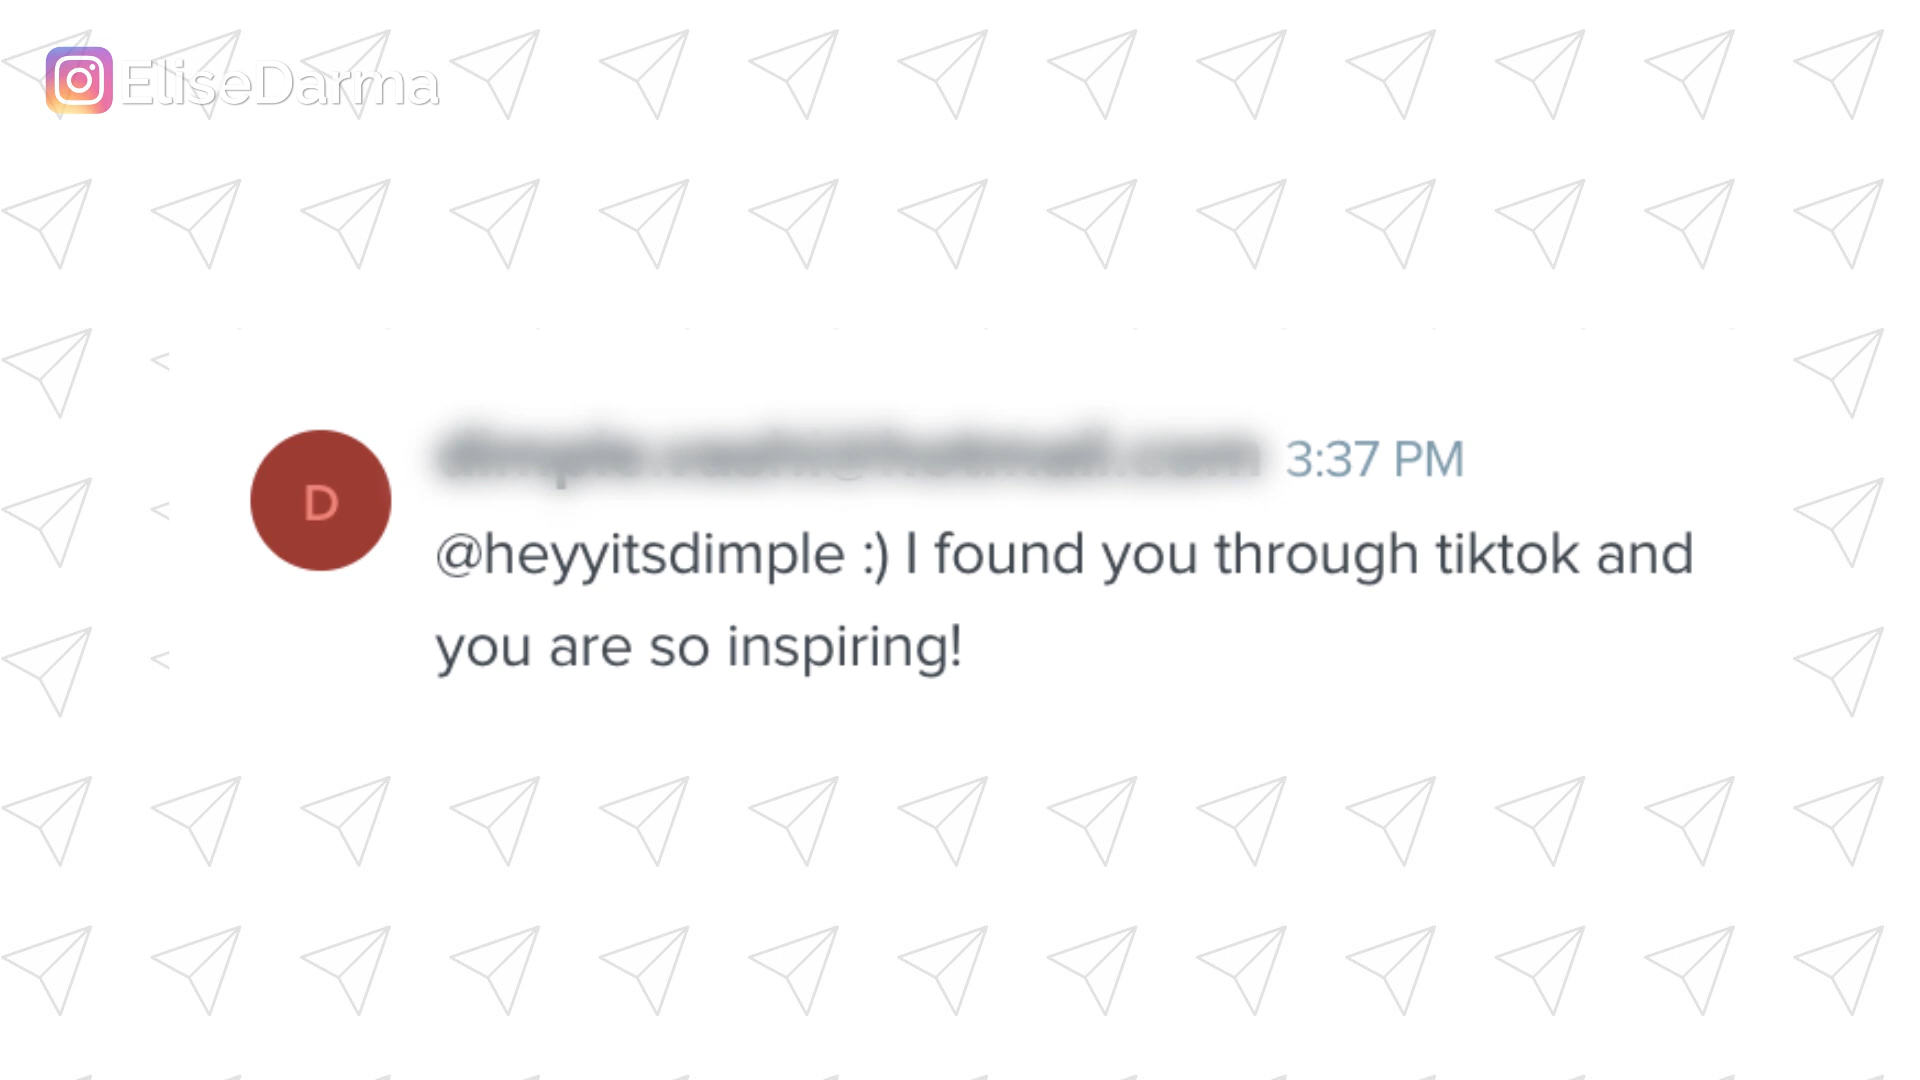 EliseDarma
3:37 PM
D
@heyyitsdimple :) I found you through tiktok and
you are so inspiring!